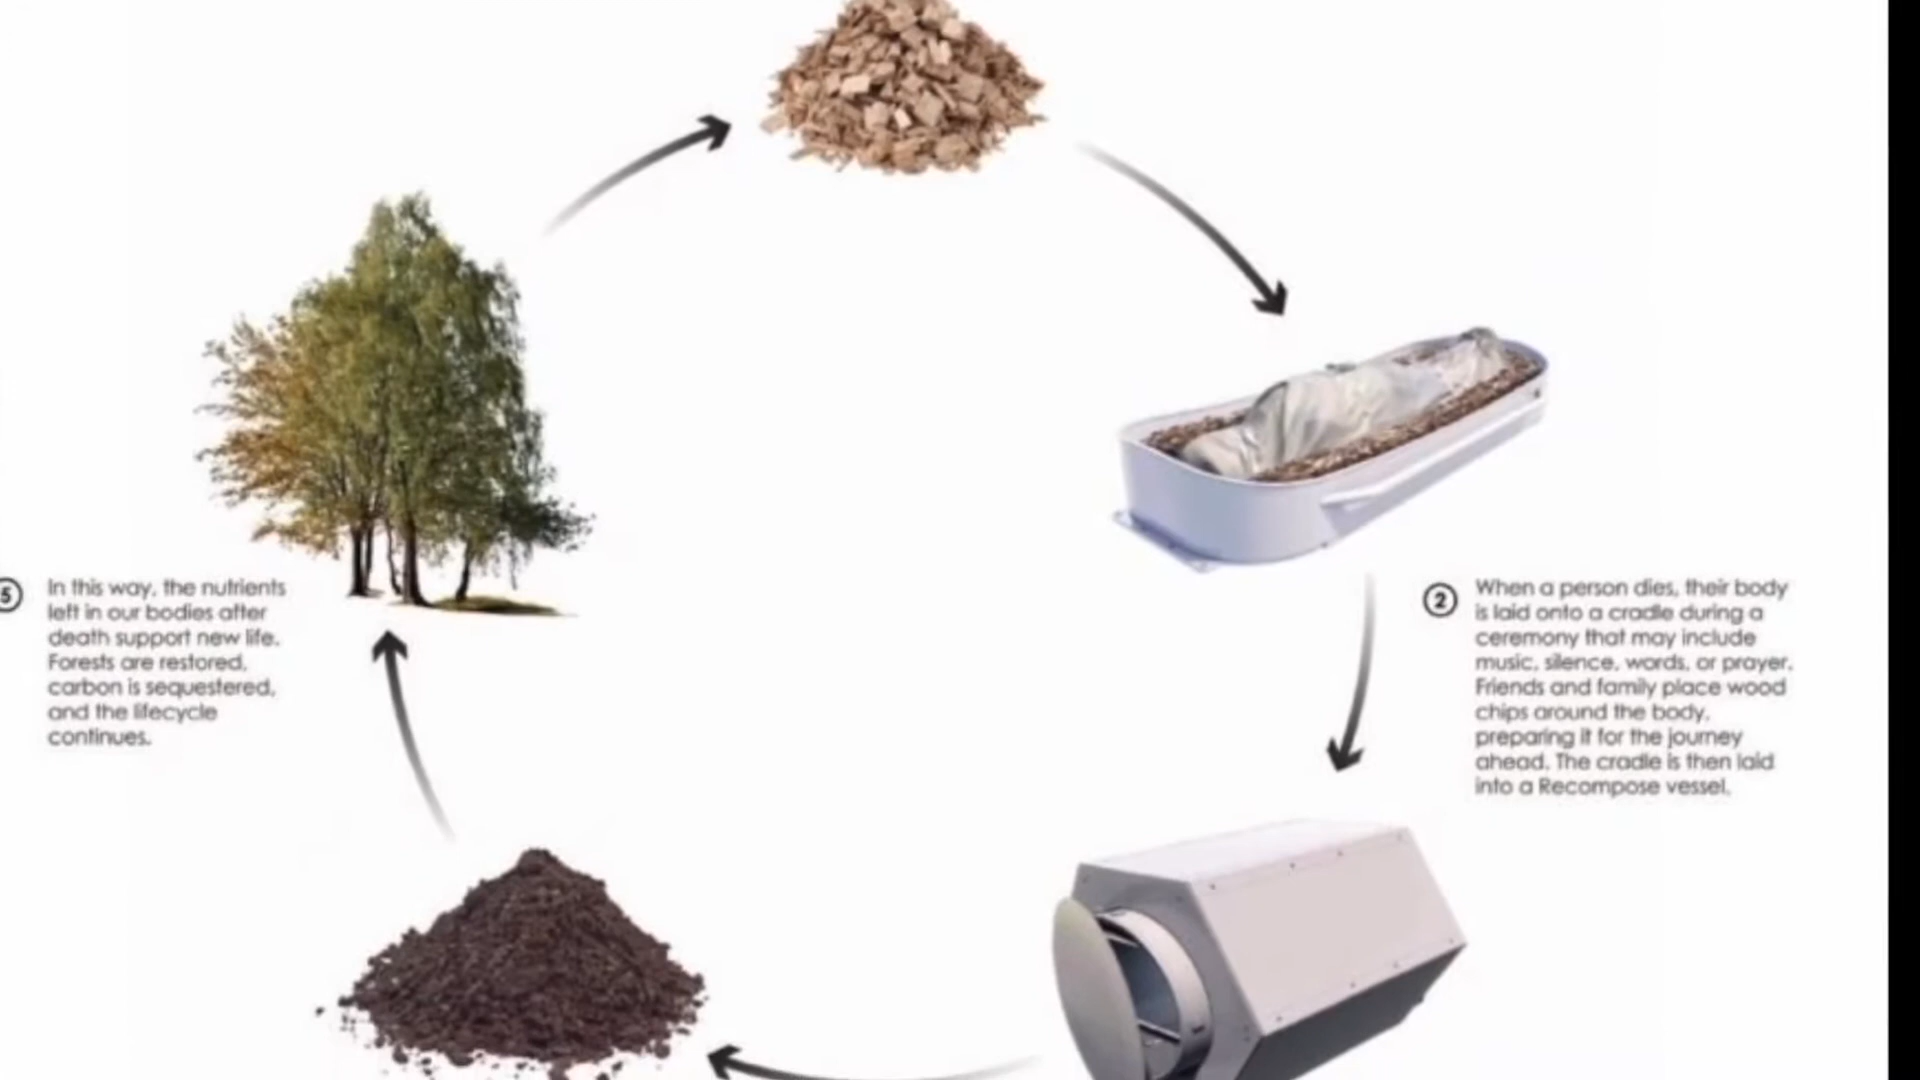 5
In this way, the nutrients
left in our bodies after
death support new life.
Forests are restored,
carbon is sequestered,
and the lifecycle
continues.
2
When a person dies, their body
is laid onto a cradle during a
ceremony that may include
music, silence, words, or prayer.
Friends and family place wood
chips around the body,
preparing it for the journey
ahead. The cradle is then laid
into a Recompose vessel.